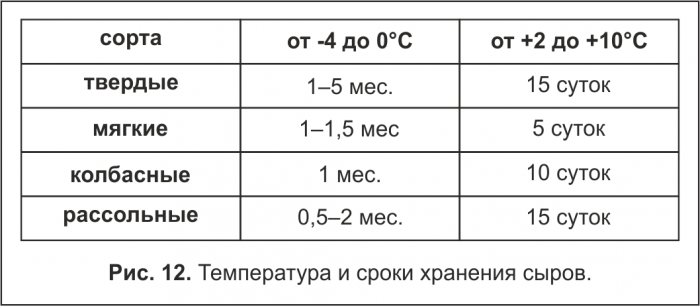 сорта от -4 до 0°C от +2 до +10°C
твердые 1–5 мес. 15 суток
мягкие 1–1,5 мес 5 суток
колбасные 1 мес. 10 суток
рассольные 0,5–2 мес. 15 суток
Рис. 12. Температура и сроки хранения сыров.